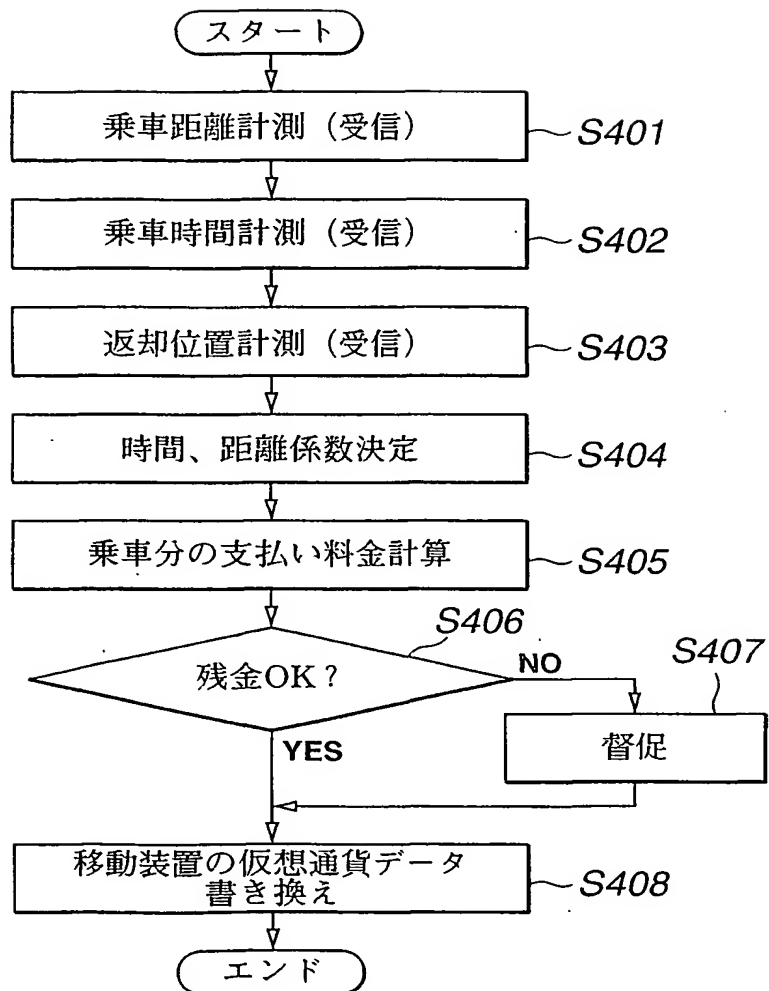 スタート
乗車距離計測（受信）
S401
乗車時間計測（受信）
S402
返却位置計測（受信）
S403
時間、距離係数決定
S404
乗車分の支払い料金計算
S405
S406
残金OK？
NO
S407
督促
YES
移動装置の仮想通貨データ
書き換え
S408
エンド